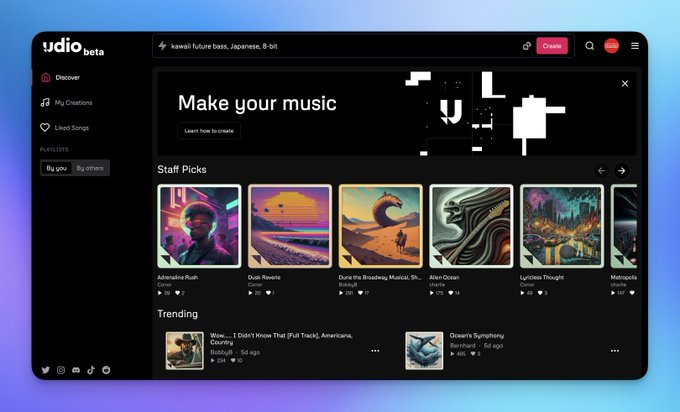 udio beta
kawaii future bass, Japanese, 8-bit
Create
Discover
My Creations
Liked Songs
PLAYLISTS
By you
By others
Make your music
Learn how to create
Staff Picks
Adrenaline Rush
Conor
39 2
Dusk Reverie
Conor
20 1
Dune the Broadway Musical, Sh...
BobbyB
291 17
Alien Ocean
charlie
175 14
Lyricless Thought
Conor
49 3
Metropolis
charlie
147
Trending
Wow..... I Didn't Know That [Full Track], Americana,
Country
BobbyB · 5d ago
234 10
Ocean's Symphony
Bernhard · 5d ago
485 3